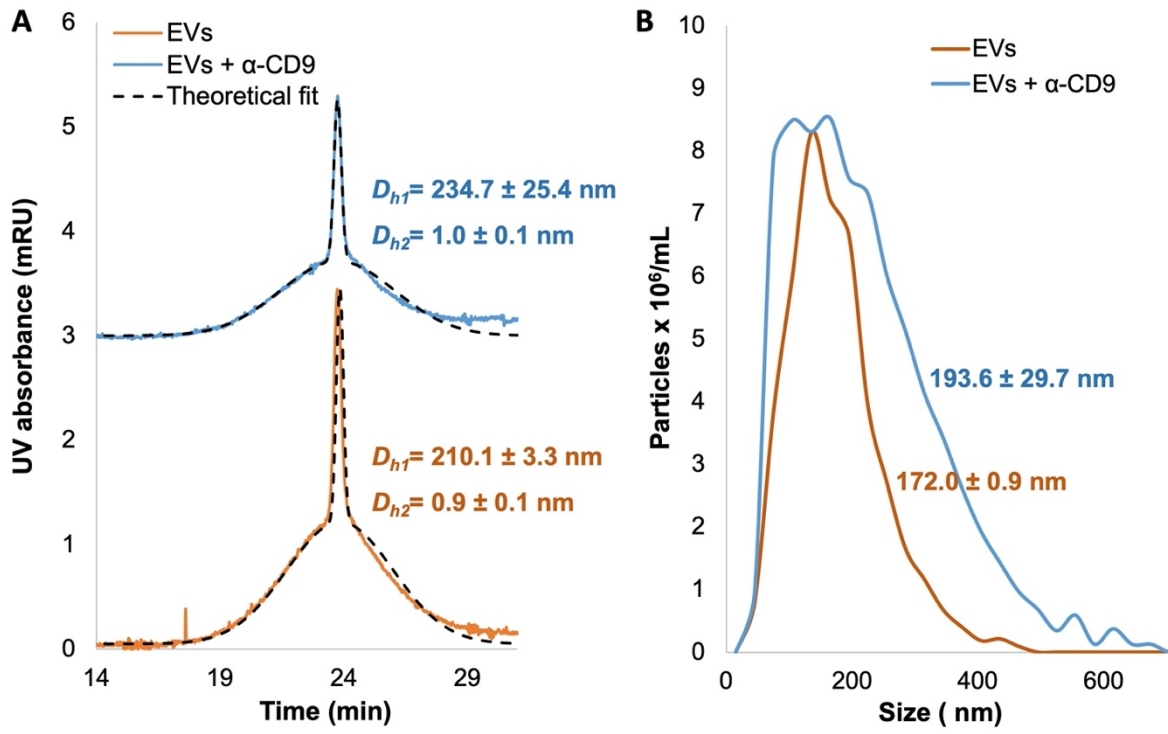 A
EVs
EVs + α-CD9
Theoretical fit
UV absorbance (mRU)
6
5
4
3
2
1
0
D_h1= 234.7 ± 25.4 nm
D_h2= 1.0 ± 0.1 nm
D_h1= 210.1 ± 3.3 nm
D_h2= 0.9 ± 0.1 nm
14 19 24 29
Time (min)
B
EVs
EVs + α-CD9
Particles x 10⁶/mL
10
9
8
7
6
5
4
3
2
1
0
193.6 ± 29.7 nm
172.0 ± 0.9 nm
0 200 400 600
Size ( nm)